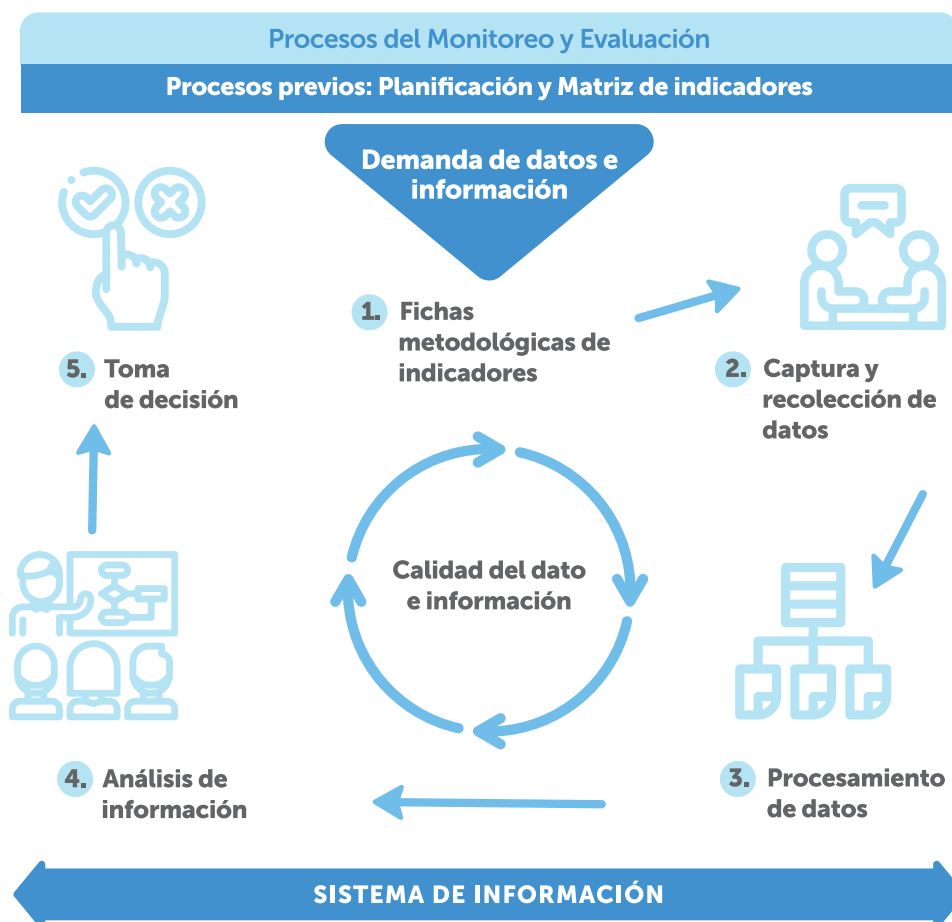 Procesos del Monitoreo y Evaluación
Procesos previos: Planificación y Matriz de indicadores
Demanda de datos e
información
1. Fichas
metodológicas de
indicadores
2. Captura y
recolección de
datos
3. Procesamiento
de datos
4. Análisis de
información
5. Toma
de decisión
Calidad del dato
e información
SISTEMA DE INFORMACIÓN